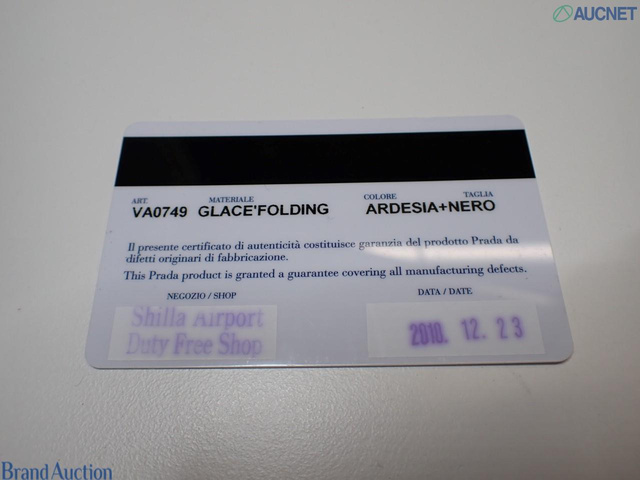 AUCNET
ART. MATERIALE COLORE TAGLIA
VA0749 GLACE'FOLDING ARDESIA+NERO
Il presente certificato di autenticità costituisce garanzia del prodotto Prada da
difetti originari di fabbricazione.
This Prada product is granted a guarantee covering all manufacturing defects.
NEGOZIO / SHOP DATA / DATE
Shilla Airport
Duty Free Shop
2010. 12. 23
Brand Auction